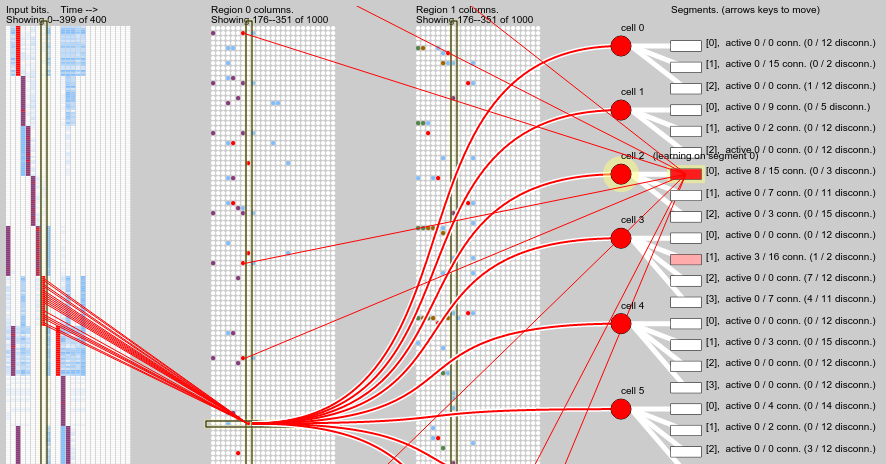 Input bits. Time -->
Showing 0--399 of 400
Region 0 columns.
Showing 176--351 of 1000
Region 1 columns.
Showing 176--351 of 1000
Segments. (arrows keys to move)
cell 0
[0], active 0 / 0 conn. (0 / 12 disconn.)
[1], active 0 / 15 conn. (0 / 2 disconn.)
[2], active 0 / 0 conn. (1 / 12 disconn.)
cell 1
[0], active 0 / 9 conn. (0 / 5 disconn.)
[1], active 0 / 2 conn. (0 / 12 disconn.)
[2], active 0 / 0 conn. (0 / 12 disconn.)
cell 2 (learning on segment 0)
[0], active 8 / 15 conn. (0 / 3 disconn.)
[1], active 0 / 7 conn. (0 / 11 disconn.)
[2], active 0 / 3 conn. (0 / 15 disconn.)
cell 3
[0], active 0 / 0 conn. (0 / 12 disconn.)
[1], active 3 / 16 conn. (1 / 2 disconn.)
[2], active 0 / 0 conn. (7 / 12 disconn.)
[3], active 0 / 7 conn. (4 / 11 disconn.)
cell 4
[0], active 0 / 0 conn. (0 / 12 disconn.)
[1], active 0 / 3 conn. (0 / 15 disconn.)
[2], active 0 / 0 conn. (0 / 12 disconn.)
[3], active 0 / 0 conn. (0 / 12 disconn.)
cell 5
[0], active 0 / 4 conn. (0 / 14 disconn.)
[1], active 0 / 2 conn. (0 / 12 disconn.)
[2], active 0 / 0 conn. (3 / 12 disconn.)